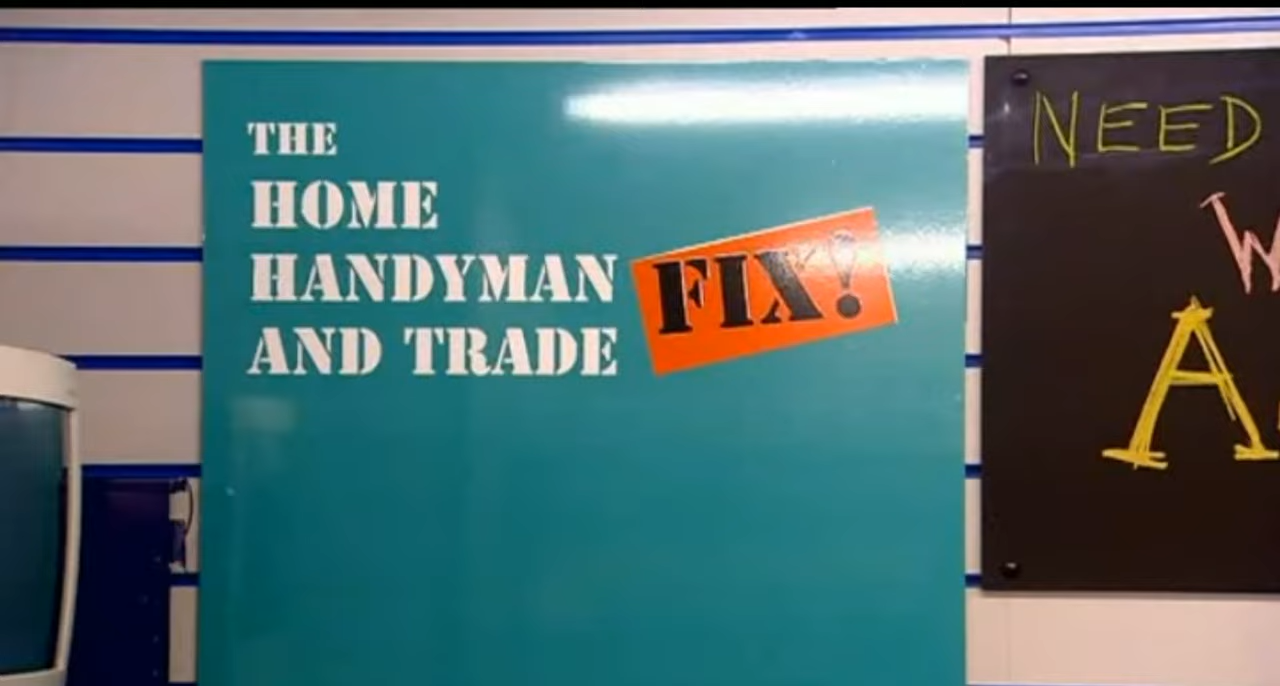 THE
HOME
HANDYMAN
AND TRADE
FIX!
NEED
W
A